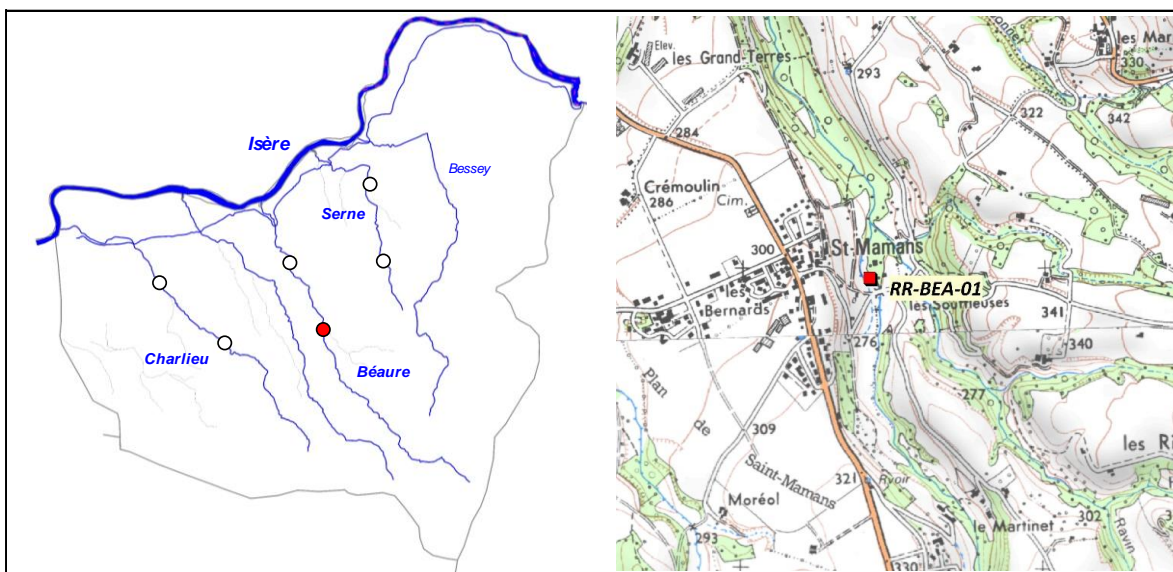 Isère
Bessey
Serne
Charlieu
Béaure
Elev.
les Grand-Terres
293
les Mar
330
322
342
284
Crémoulin
286
Cim.
300
St-Mamans
les
Bernards
RR-BEA-01
les Souffleuses
341
276
340
277
Plan
de
Saint-Mamans
309
les Ri
321
Rvoir
Moréol
293
le Martinet
302
Ravin
330